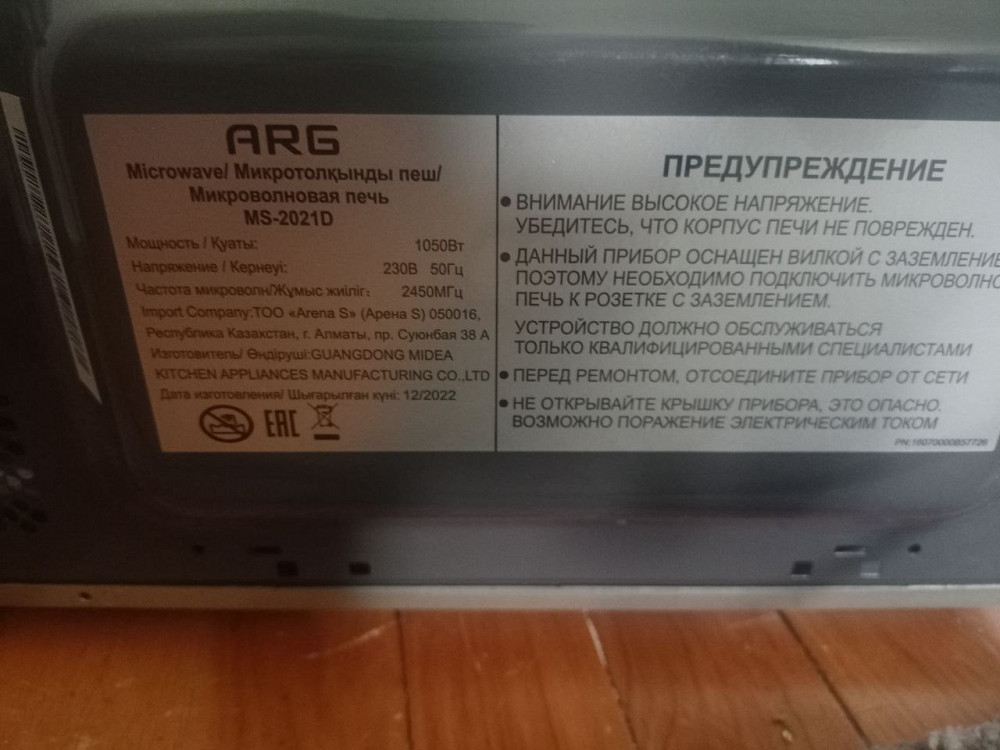 ARG
Microwave/ Микротолқынды пеш/
Микроволновая печь
MS-2021D
Мощность / Қуаты: 1050Вт
Напряжение / Кернеуі: 230В 50Гц
Частота микроволн/Жұмыс жиілігі: 2450МГц
Import Company:ТОО «Arena S» (Арена S) 050016,
Республика Казахстан, г. Алматы, пр. Суюнбая 38 А
Изготовитель/ Өндіруші:GUANGDONG MIDEA
KITCHEN APPLIANCES MANUFACTURING CO.,LTD
Дата изготовления/ Шығарылған күні: 12/2022
EAC
ПРЕДУПРЕЖДЕНИЕ
• ВНИМАНИЕ ВЫСОКОЕ НАПРЯЖЕНИЕ.
УБЕДИТЕСЬ, ЧТО КОРПУС ПЕЧИ НЕ ПОВРЕЖДЕН.
• ДАННЫЙ ПРИБОР ОСНАЩЕН ВИЛКОЙ С ЗАЗЕМЛЕНИЕ
ПОЭТОМУ НЕОБХОДИМО ПОДКЛЮЧИТЬ МИКРОВОЛНО
ПЕЧЬ К РОЗЕТКЕ С ЗАЗЕМЛЕНИЕМ.
УСТРОЙСТВО ДОЛЖНО ОБСЛУЖИВАТЬСЯ
ТОЛЬКО КВАЛИФИЦИРОВАННЫМИ СПЕЦИАЛИСТАМИ
• ПЕРЕД РЕМОНТОМ, ОТСОЕДИНИТЕ ПРИБОР ОТ СЕТИ
• НЕ ОТКРЫВАЙТЕ КРЫШКУ ПРИБОРА, ЭТО ОПАСНО.
ВОЗМОЖНО ПОРАЖЕНИЕ ЭЛЕКТРИЧЕСКИМ ТОКОМ